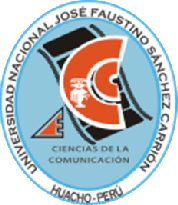 UNIVERSIDAD NACIONAL JOSÉ FAUSTINO SÁNCHEZ CARRIÓN
CIENCIAS DE LA
COMUNICACIÓN
HUACHO - PERÚ